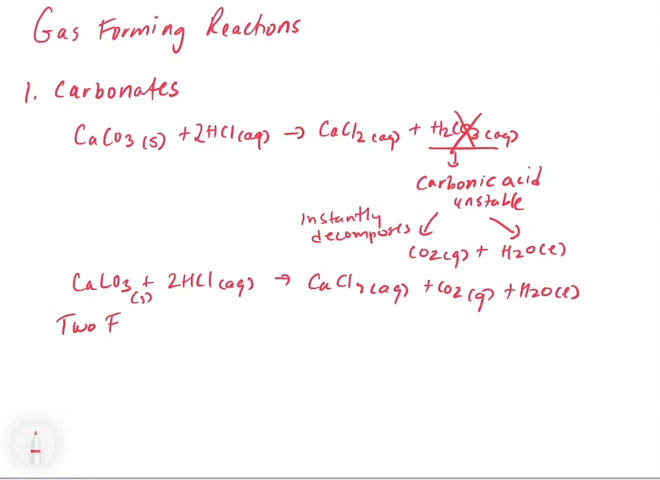 Gas Forming Reactions
1. Carbonates
CaCO3(s) + 2HCl(aq) → CaCl2(aq) + H2CO3(aq)
Carbonic acid
unstable
Instantly
decomposes
CO2(g) + H2O(l)
CaCO3(s) + 2HCl(aq) → CaCl2(aq) + CO2(g) + H2O(l)
Two F